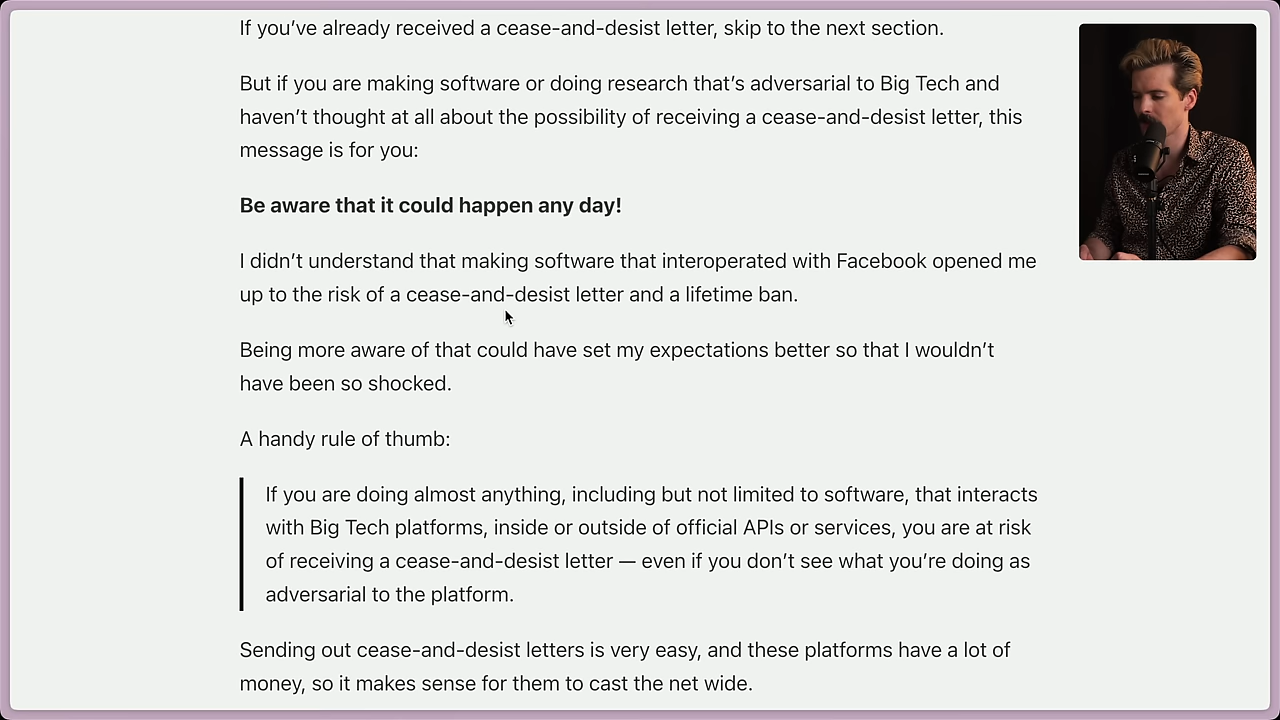 If you’ve already received a cease-and-desist letter, skip to the next section.
But if you are making software or doing research that’s adversarial to Big Tech and
haven’t thought at all about the possibility of receiving a cease-and-desist letter, this
message is for you:
Be aware that it could happen any day!
I didn’t understand that making software that interoperated with Facebook opened me
up to the risk of a cease-and-desist letter and a lifetime ban.
Being more aware of that could have set my expectations better so that I wouldn’t
have been so shocked.
A handy rule of thumb:
If you are doing almost anything, including but not limited to software, that interacts
with Big Tech platforms, inside or outside of official APIs or services, you are at risk
of receiving a cease-and-desist letter — even if you don’t see what you’re doing as
adversarial to the platform.
Sending out cease-and-desist letters is very easy, and these platforms have a lot of
money, so it makes sense for them to cast the net wide.